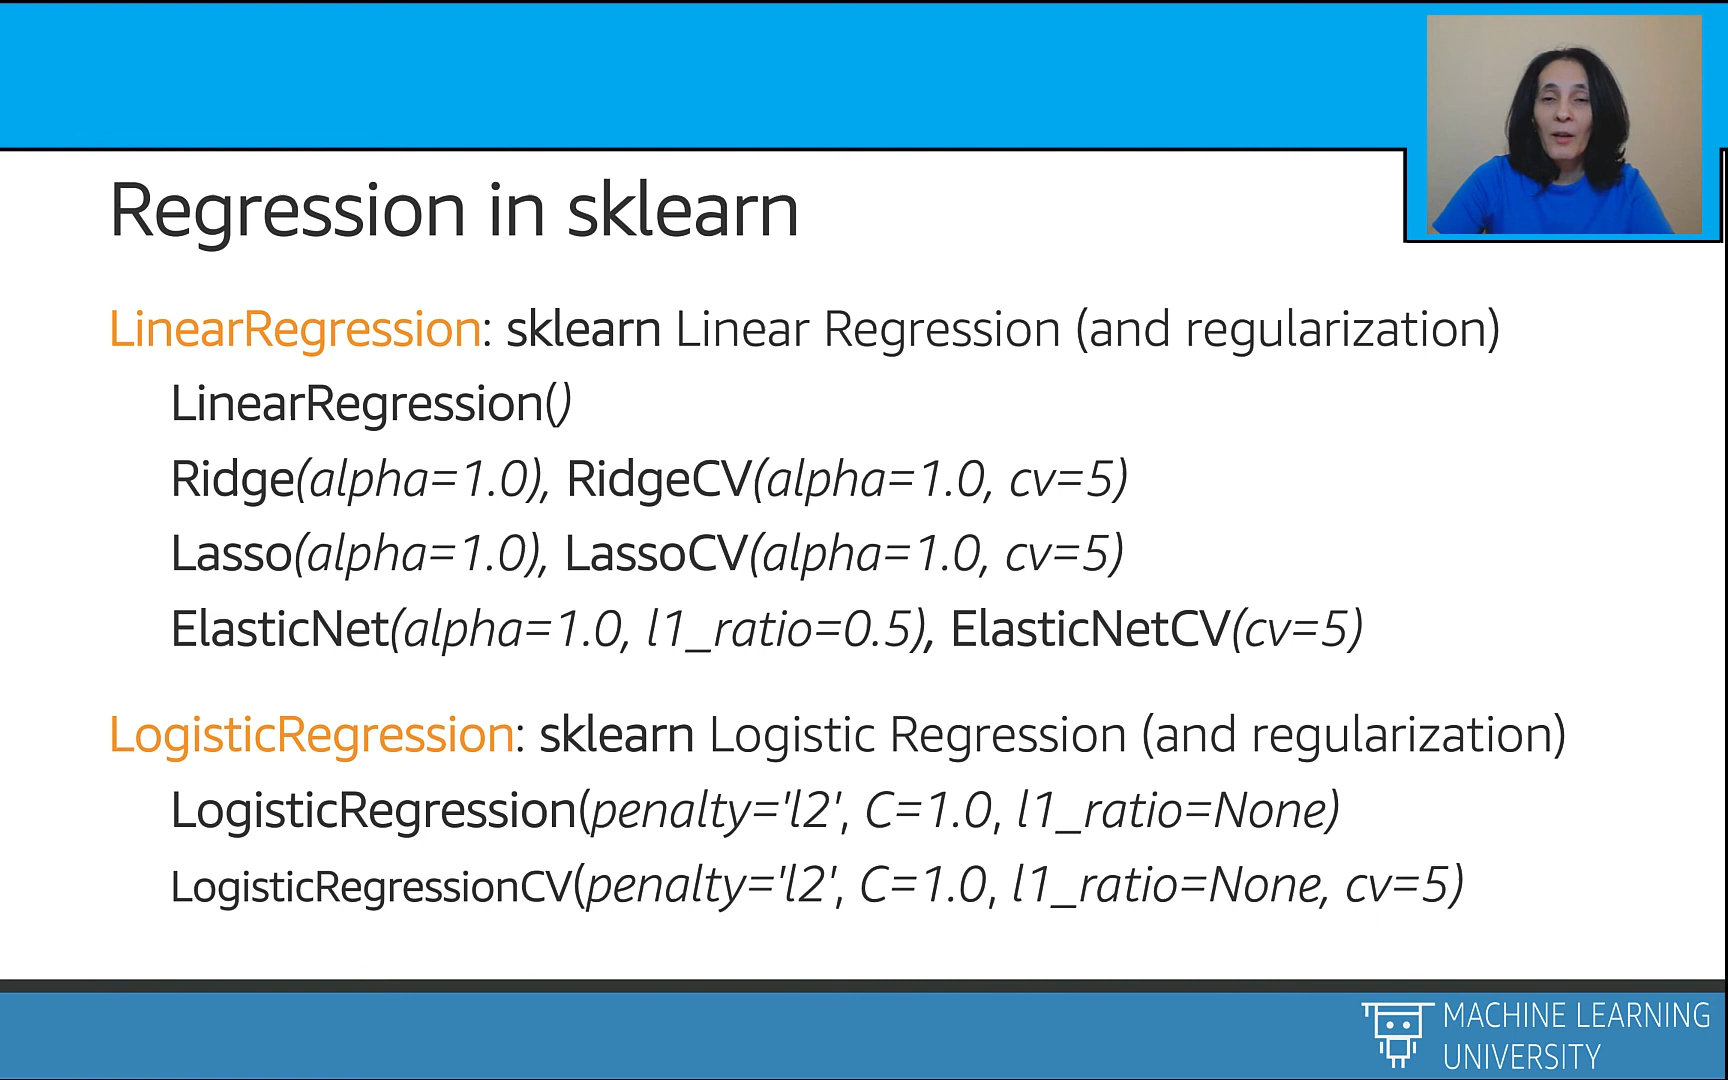 Regression in sklearn
LinearRegression: sklearn Linear Regression (and regularization)
LinearRegression()
Ridge(alpha=1.0), RidgeCV(alpha=1.0, cv=5)
Lasso(alpha=1.0), LassoCV(alpha=1.0, cv=5)
ElasticNet(alpha=1.0, l1_ratio=0.5), ElasticNetCV(cv=5)
LogisticRegression: sklearn Logistic Regression (and regularization)
LogisticRegression(penalty='l2', C=1.0, l1_ratio=None)
LogisticRegressionCV(penalty='l2', C=1.0, l1_ratio=None, cv=5)
MACHINE LEARNING
UNIVERSITY